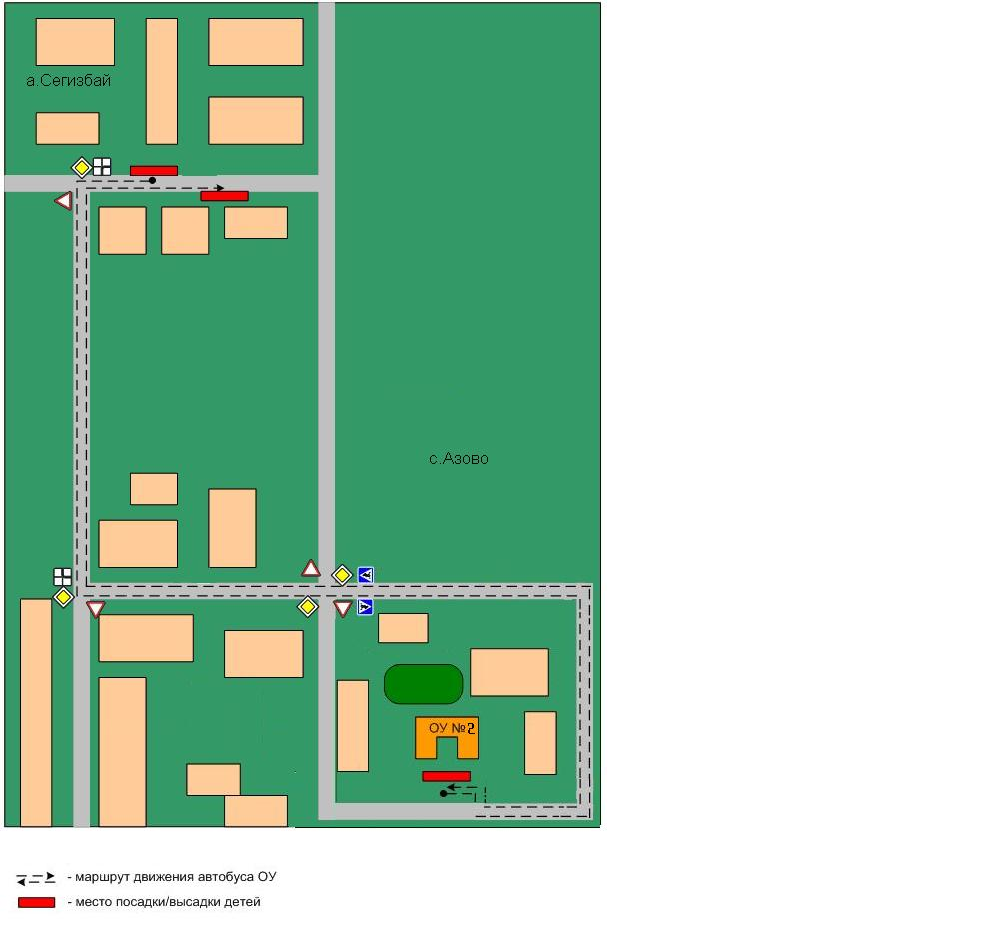 а.Сегизбай
с.Азово
ОУ №2
- маршрут движения автобуса ОУ
- место посадки/высадки детей